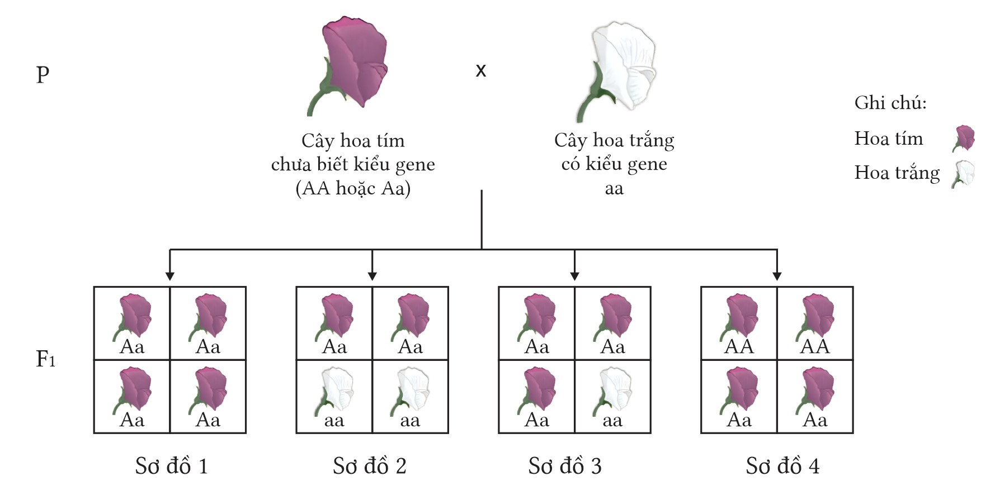 P
x
Cây hoa tím
chưa biết kiểu gene
(AA hoặc Aa)
Cây hoa trắng
có kiểu gene
aa
Ghi chú:
Hoa tím
Hoa trắng
F1
Aa Aa
Aa Aa
Sơ đồ 1
Aa Aa
aa aa
Sơ đồ 2
Aa Aa
Aa aa
Sơ đồ 3
AA AA
Aa Aa
Sơ đồ 4